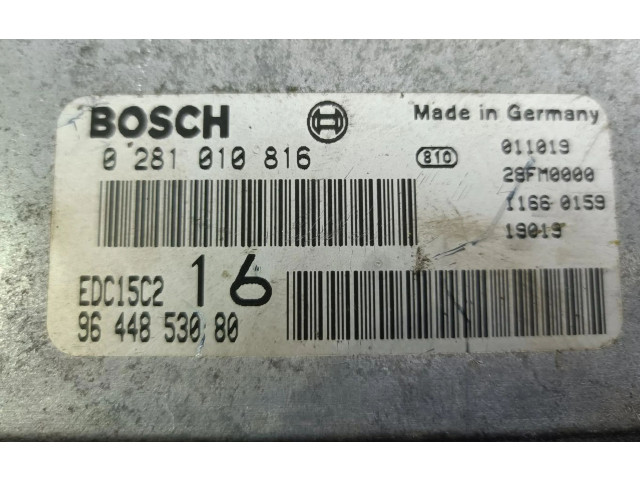 BOSCH Made in Germany
0 281 010 816 810 011019
28FM0000
1166 0159
19019
EDC15C2 16
96 448 530 80